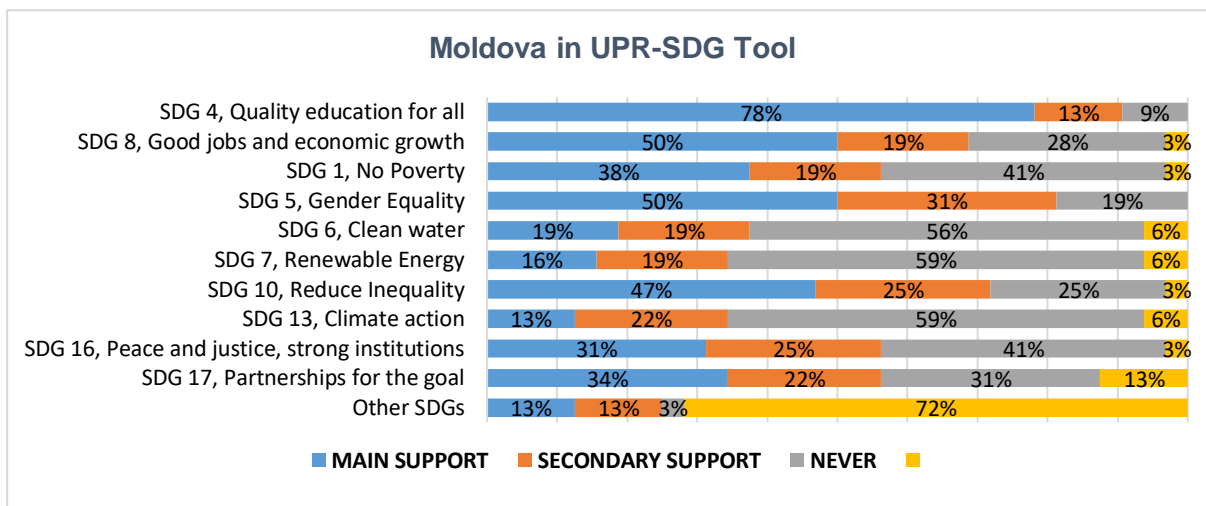 Moldova in UPR-SDG Tool
SDG 4, Quality education for all 78% 13% 9%
SDG 8, Good jobs and economic growth 50% 19% 28% 3%
SDG 1, No Poverty 38% 19% 41% 3%
SDG 5, Gender Equality 50% 31% 19%
SDG 6, Clean water 19% 19% 56% 6%
SDG 7, Renewable Energy 16% 19% 59% 6%
SDG 10, Reduce Inequality 47% 25% 25% 3%
SDG 13, Climate action 13% 22% 59% 6%
SDG 16, Peace and justice, strong institutions 31% 25% 41% 3%
SDG 17, Partnerships for the goal 34% 22% 31% 13%
Other SDGs 13% 13% 3% 72%
MAIN SUPPORT SECONDARY SUPPORT NEVER